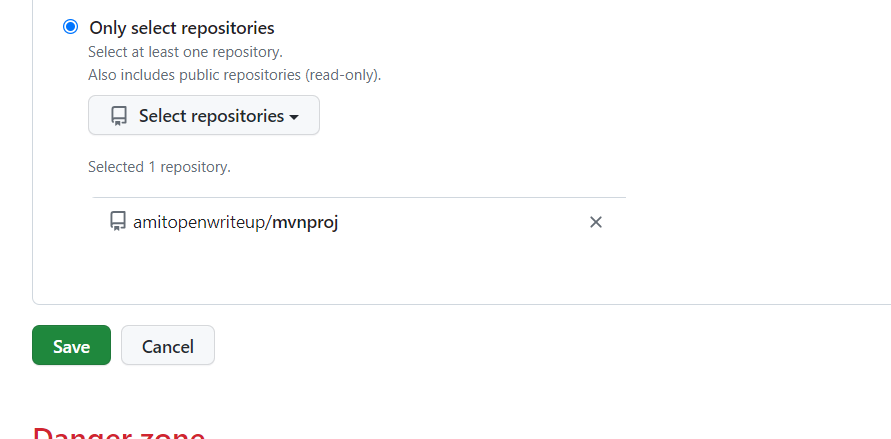 Only select repositories
Select at least one repository.
Also includes public repositories (read-only).
Select repositories
Selected 1 repository.
amitopenwriteup/mvnproj
Save Cancel
Danger zone